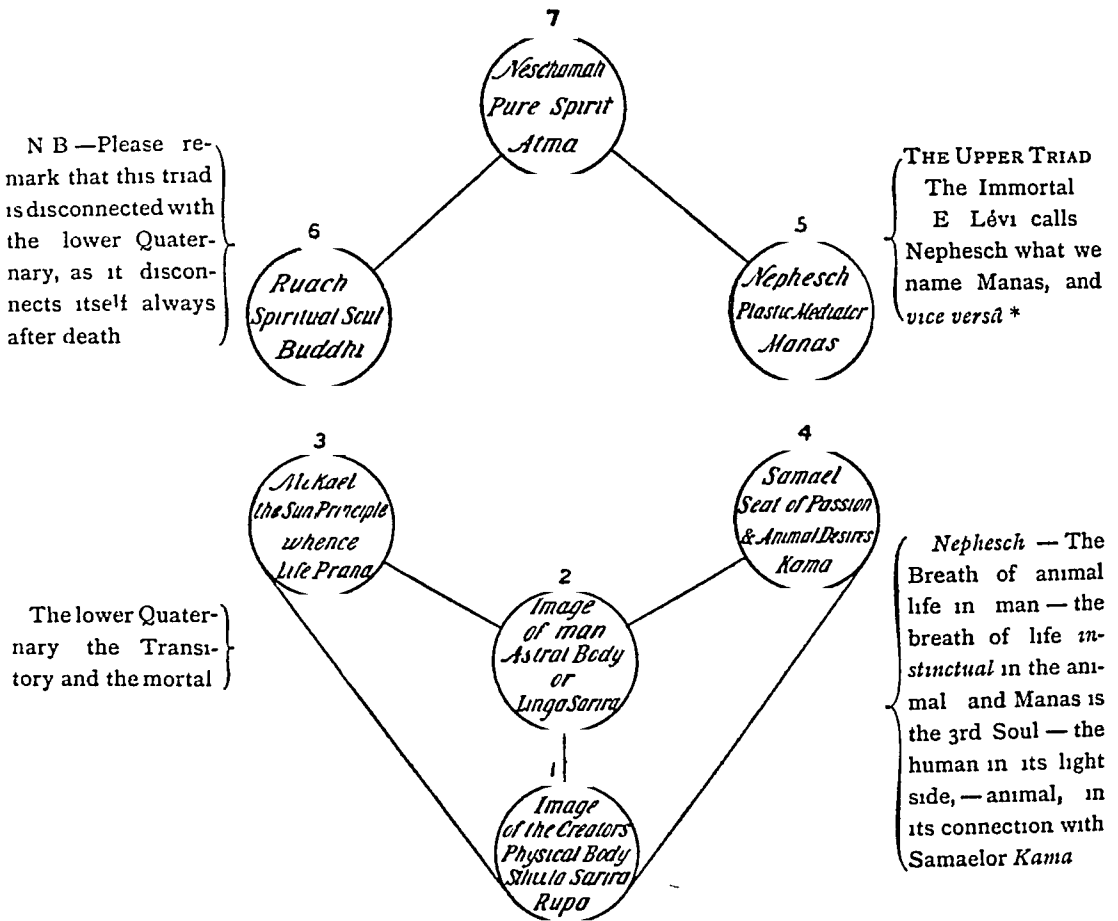 7
Neschamah
Pure Spirit
Atma
N B —Please re-
mark that this triad
is disconnected with
the lower Quater-
nary, as it discon-
nects itself always
after death
THE UPPER TRIAD
The Immortal
E Lévi calls
Nephesch what we
name Manas, and
vice versâ *
6
Ruach
Spiritual Soul
Buddhi
5
Nephesch
Plastic Mediator
Manas
3
Mikael
the Sun Principle
whence
Life Prana
4
Samael
Seat of Passion
& Animal Desires
Kama
2
Image
of man
Astral Body
or
Linga Sarira
The lower Quater-
nary the Transi-
tory and the mortal
Nephesch — The
Breath of animal
life in man — the
breath of life in-
stinctual in the ani-
mal and Manas is
the 3rd Soul — the
human in its light
side, — animal, in
its connection with
Samaelor Kama
1
Image
of the Creators
Physical Body
Sthula Sarira
Rupa